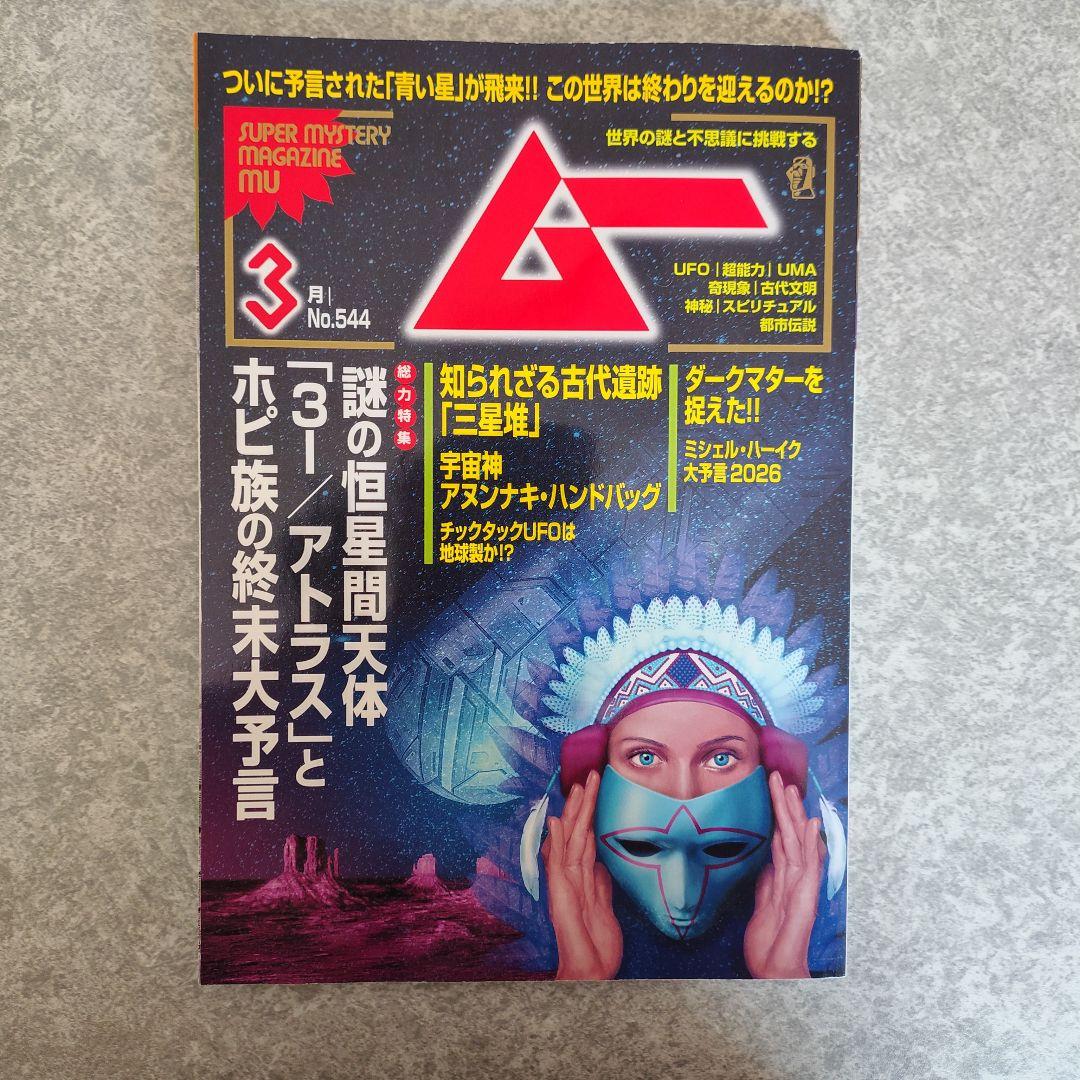 ついに予言された「青い星」が飛来!! この世界は終わりを迎えるのか!?
SUPER MYSTERY
MAGAZINE
MU
世界の謎と不思議に挑戦する
ムー
3
月
No.544
UFO | 超能力 | UMA
奇現象 | 古代文明
神秘 | スピリチュアル
都市伝説
総力特集
謎の恒星間天体
「3I/アトラス」と
ホピ族の終末大予言
知られざる古代遺跡
「三星堆」
宇宙神
アヌンナキ・ハンドバッグ
チックタックUFOは
地球製か!?
ダークマターを
捉えた!!
ミシェル・ハーイク
大予言2026